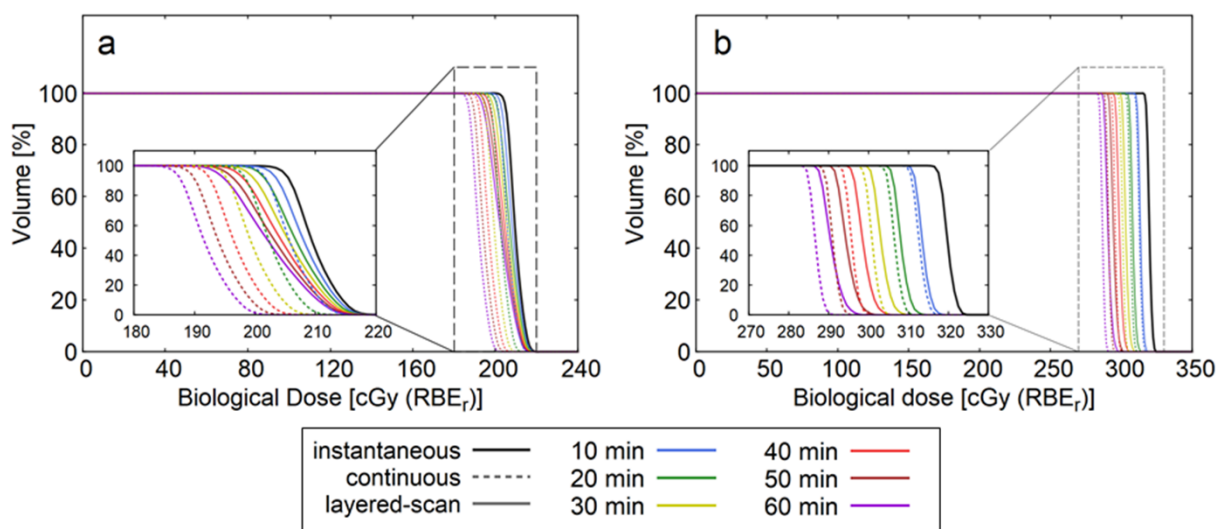 a
Volume [%]
100
80
60
40
20
0
100
80
60
40
20
0
180 190 200 210 220
0 40 80 120 160 200 240
Biological Dose [cGy (RBEr)]
b
Volume [%]
100
80
60
40
20
0
100
80
60
40
20
0
270 280 290 300 310 320 330
0 50 100 150 200 250 300 350
Biological dose [cGy (RBEr)]
instantaneous 10 min 40 min
continuous 20 min 50 min
layered-scan 30 min 60 min